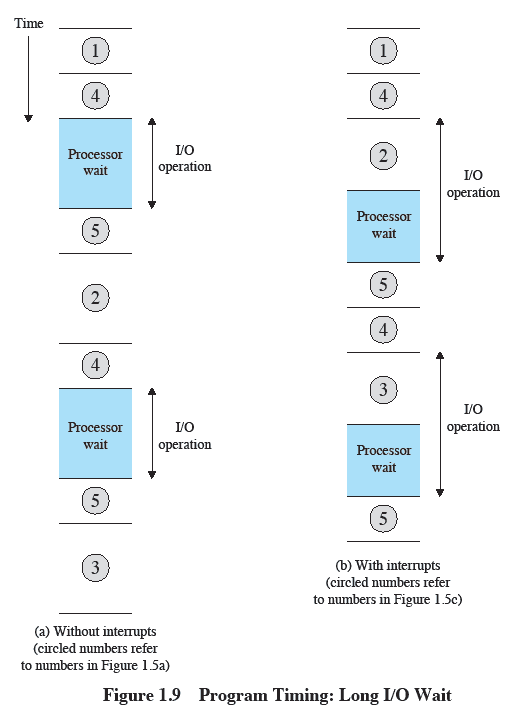 Time
1
4
Processor
wait
I/O
operation
5
2
4
Processor
wait
I/O
operation
5
3
(a) Without interrupts
(circled numbers refer
to numbers in Figure 1.5a)
1
4
2
I/O
operation
Processor
wait
5
4
3
I/O
operation
Processor
wait
5
(b) With interrupts
(circled numbers refer
to numbers in Figure 1.5c)
Figure 1.9 Program Timing: Long I/O Wait